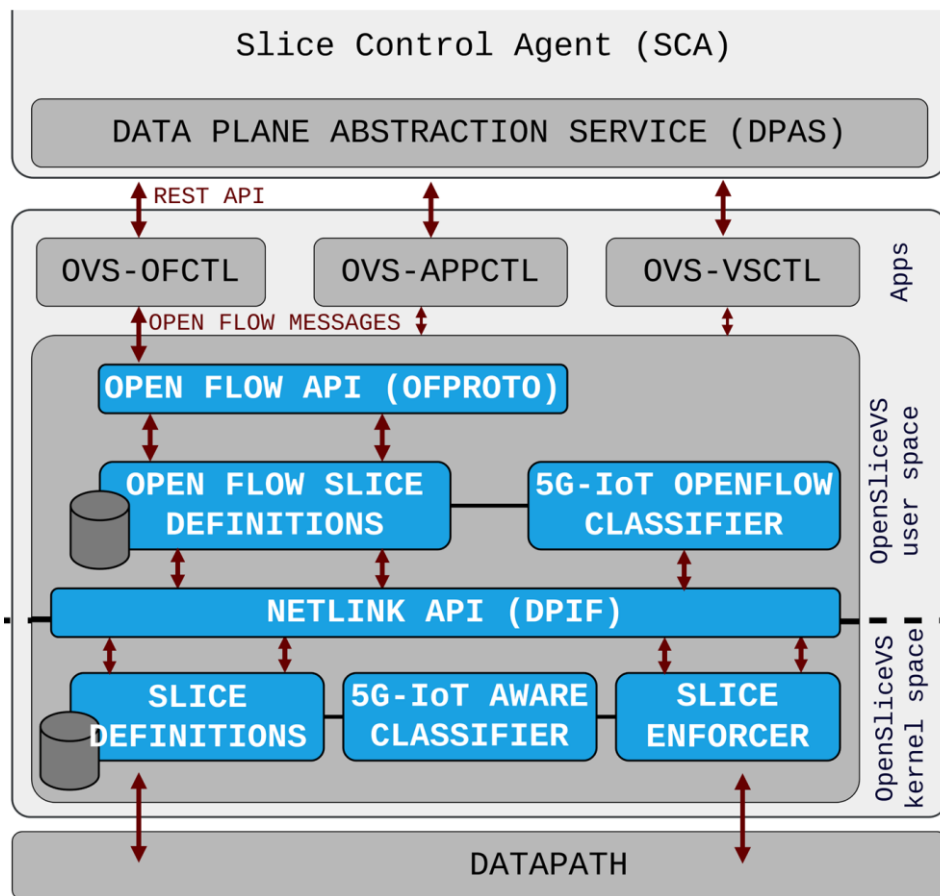 Slice Control Agent (SCA)
DATA PLANE ABSTRACTION SERVICE (DPAS)
REST API
OVS-OFCTL
OVS-APPCTL
OVS-VSCTL
Apps
OPEN FLOW MESSAGES
OPEN FLOW API (OFPROTO)
OPEN FLOW SLICE
DEFINITIONS
5G-IoT OPENFLOW
CLASSIFIER
OpenSliceVS
user space
NETLINK API (DPIF)
SLICE
DEFINITIONS
5G-IoT AWARE
CLASSIFIER
SLICE
ENFORCER
OpenSliceVS
kernel space
DATAPATH